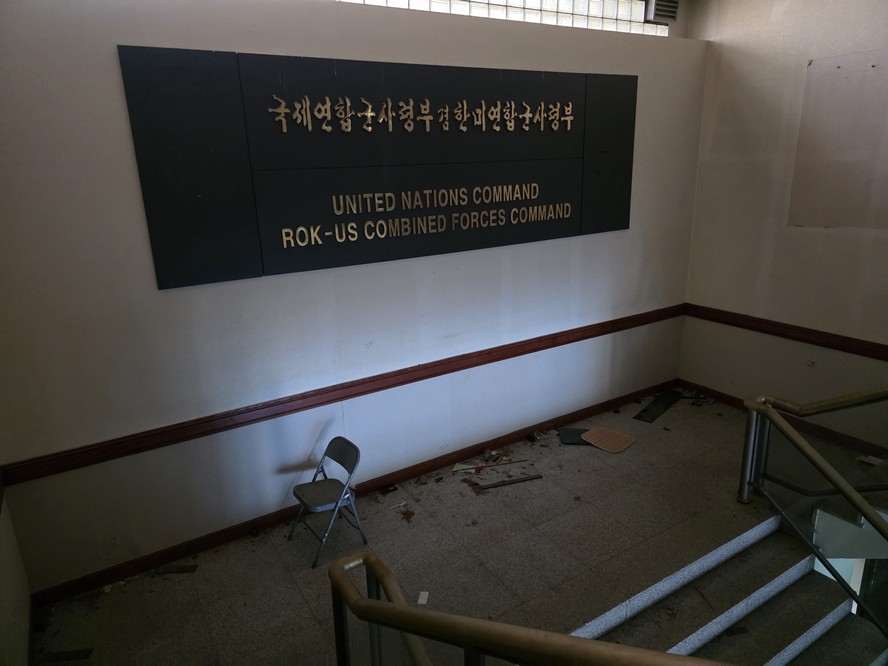 국제연합군사령부겸한·미연합군사령부
UNITED NATIONS COMMAND
ROK-US COMBINED FORCES COMMAND